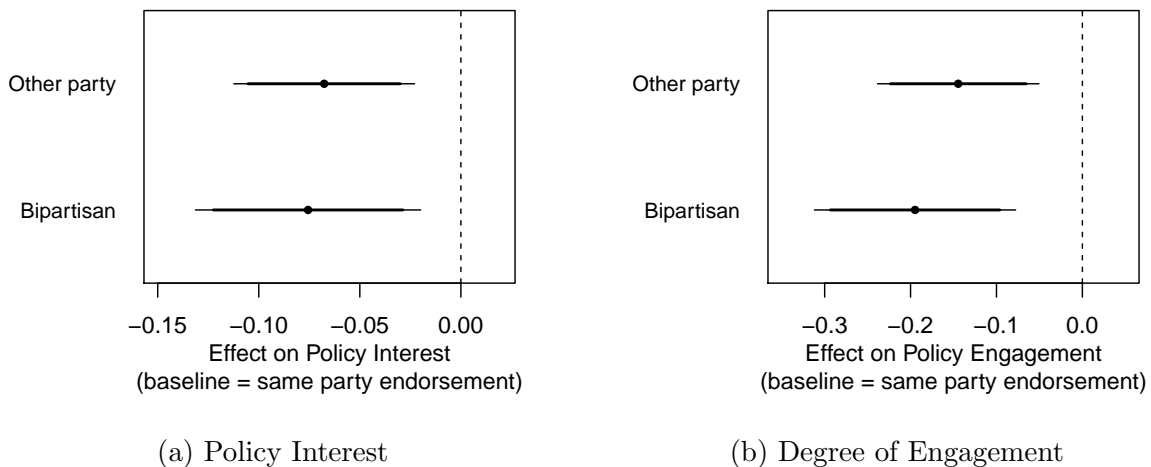 Other party
Bipartisan
−0.15 −0.10 −0.05 0.00
Effect on Policy Interest
(baseline = same party endorsement)
(a) Policy Interest
Other party
Bipartisan
−0.3 −0.2 −0.1 0.0
Effect on Policy Engagement
(baseline = same party endorsement)
(b) Degree of Engagement